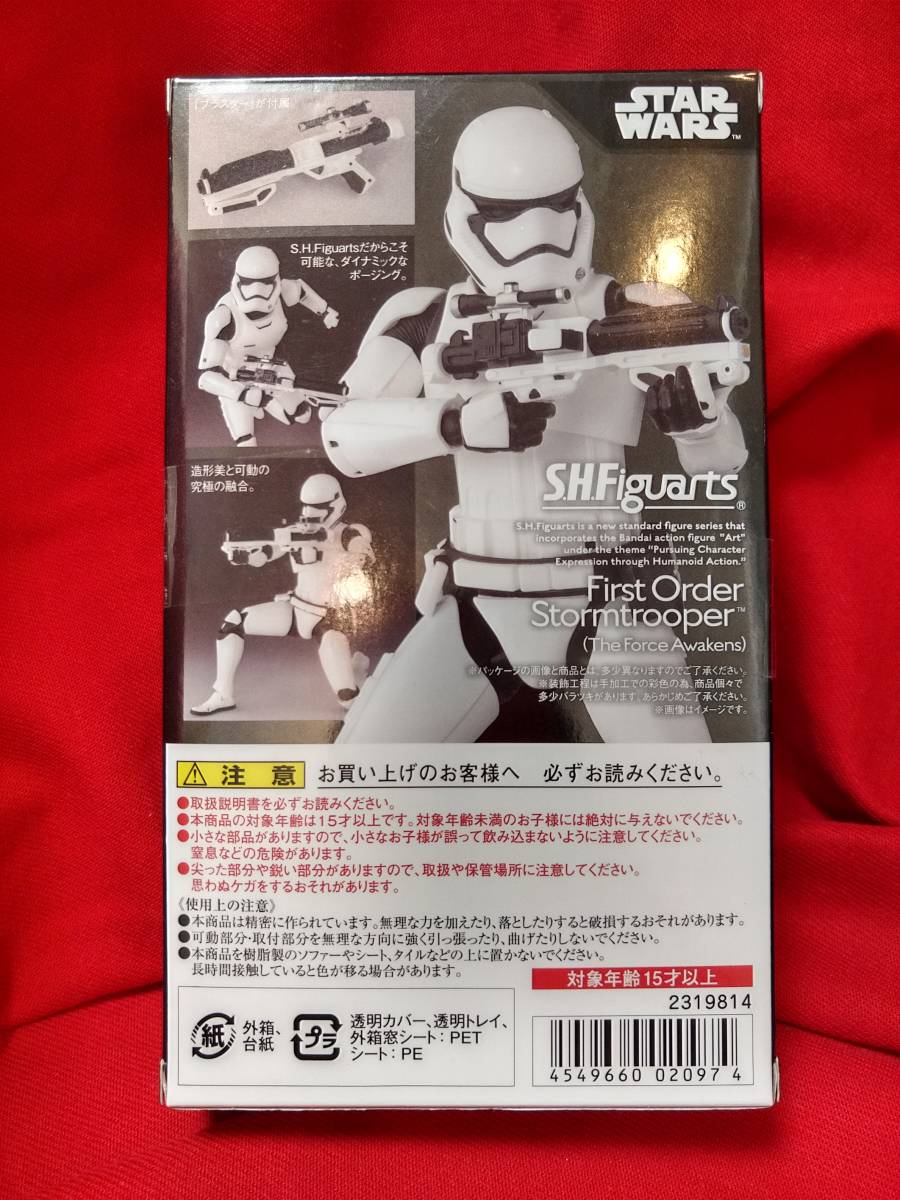 「ブラスター」が付属
STAR
WARS™
S.H.Figuartsだからこそ
可能な、ダイナミックな
ポージング。
造形美と可動の
究極の融合。
S.H.Figuarts®
S.H.Figuarts is a new standard figure series that
incorporates the Bandai action figure "Art"
under the theme "Pursuing Character
Expression through Humanoid Action."
First Order
Stormtrooper™
(The Force Awakens)
※パッケージの画像と商品とは、多少異なりますのでご了承ください。
※装飾工程は手加工での彩色の為、商品個々で
多少バラツキがあります。あらかじめご了承ください。
※画像はイメージです。
⚠注意 お買い上げのお客様へ 必ずお読みください。
●取扱説明書を必ずお読みください。
●本商品の対象年齢は15才以上です。対象年齢未満のお子様には絶対に与えないでください。
●小さな部品がありますので、小さなお子様が誤って飲み込まないように注意してください。
窒息などの危険があります。
●尖った部分や鋭い部分がありますので、取扱や保管場所に注意してください。
思わぬケガをするおそれがあります。
《使用上の注意》
●本商品は精密に作られています。無理な力を加えたり、落としたりすると破損するおそれがあります。
●可動部分・取付部分を無理な方向に強く引っ張ったり、曲げたりしないでください。
●本商品を樹脂製のソファーやシート、タイルなどの上に置かないでください。
長時間接触していると色が移る場合があります。
対象年齢15才以上
2319814
紙 外箱、
台紙
プラ 透明カバー、透明トレイ、
外箱窓シート：PET
シート：PE
4549660 020974